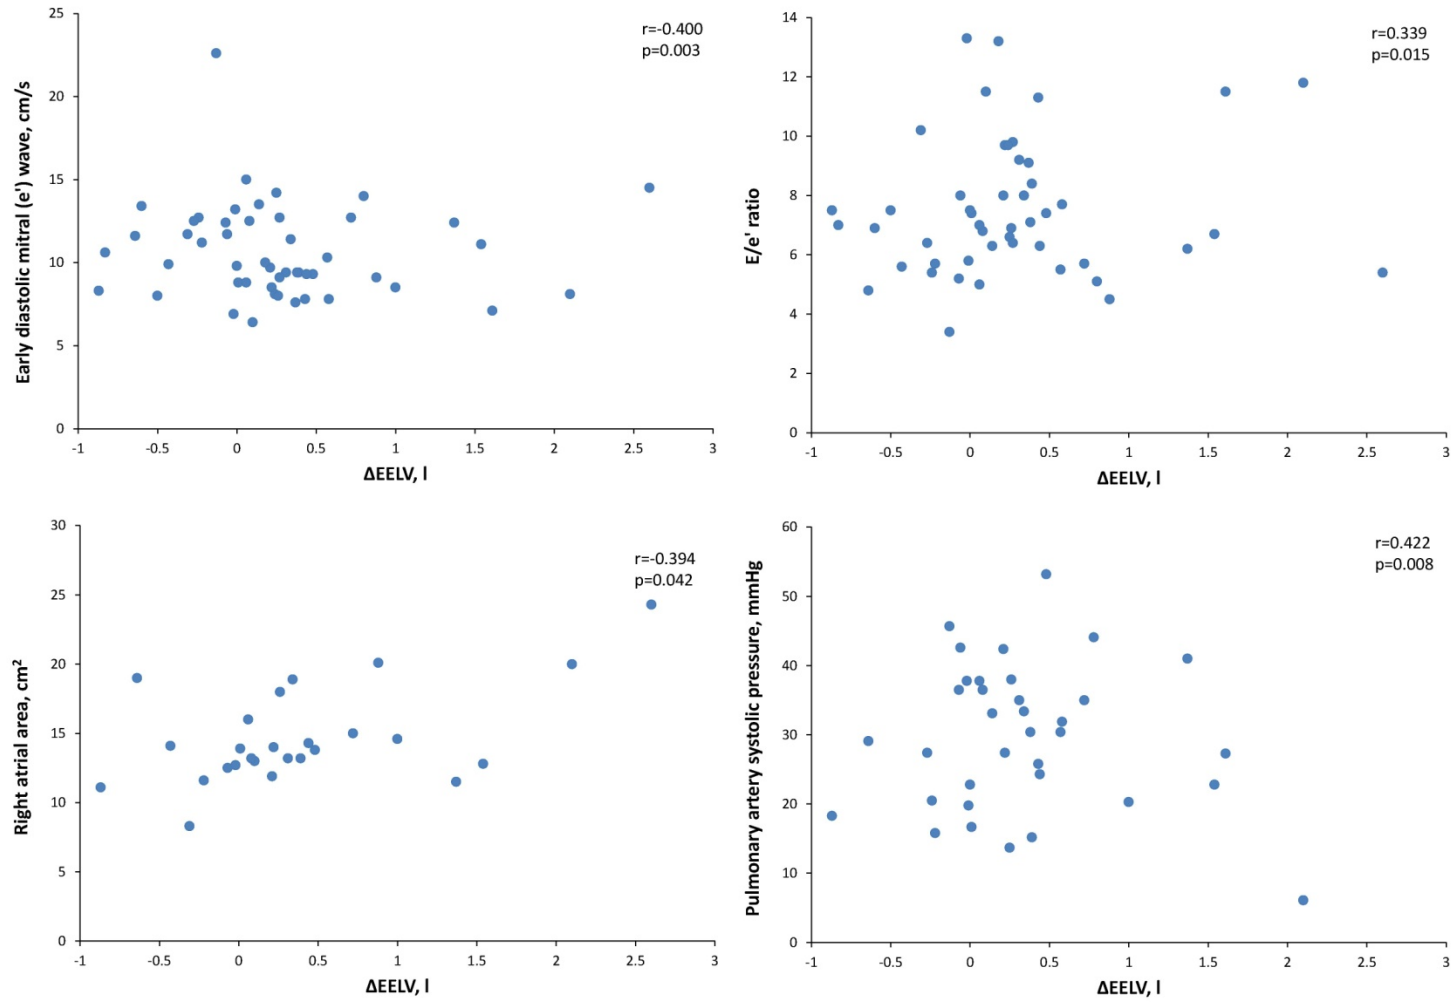 r=-0.400
p=0.003
Early diastolic mitral (e') wave, cm/s
25
20
15
10
5
0
-1 -0.5 0 0.5 1 1.5 2 2.5 3
ΔEELV, l
r=0.339
p=0.015
E/e' ratio
14
12
10
8
6
4
2
0
-1 -0.5 0 0.5 1 1.5 2 2.5 3
ΔEELV, l
r=-0.394
p=0.042
Right atrial area, cm²
30
25
20
15
10
5
0
-1 -0.5 0 0.5 1 1.5 2 2.5 3
ΔEELV, l
r=0.422
p=0.008
Pulmonary artery systolic pressure, mmHg
60
50
40
30
20
10
0
-1 -0.5 0 0.5 1 1.5 2 2.5 3
ΔEELV, l